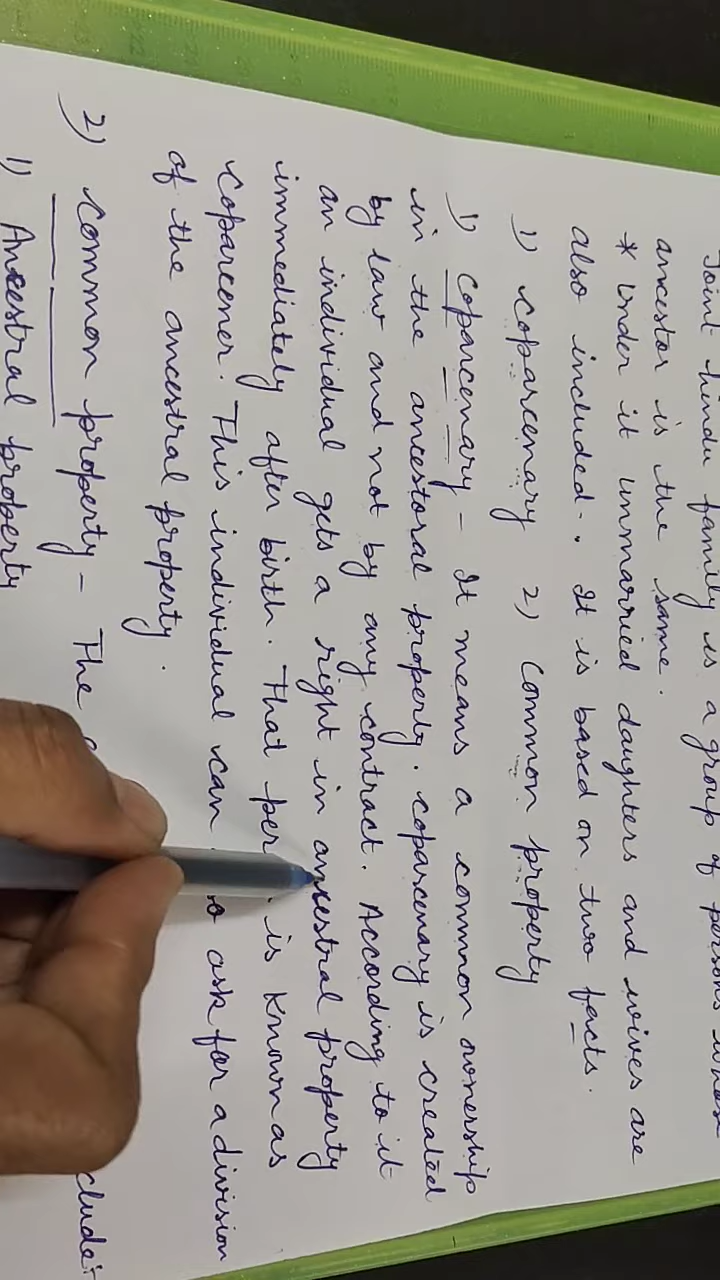 Joint hindu family is a group of persons whose
ancestor is the same.
* Under it unmarried daughters and wives are
also included. It is based on two facts.
1) coparcenary 2) common property
1) coparcenary - It means a common ownership
in the ancestoral property. coparcenary is created
by law and not by any contract. According to it
an individual gets a right in ancestral property
immediately after birth. That is known as
coparcener. This individual can ask for a division
of the ancestral property.
2) common property - The
1) Ancestral property